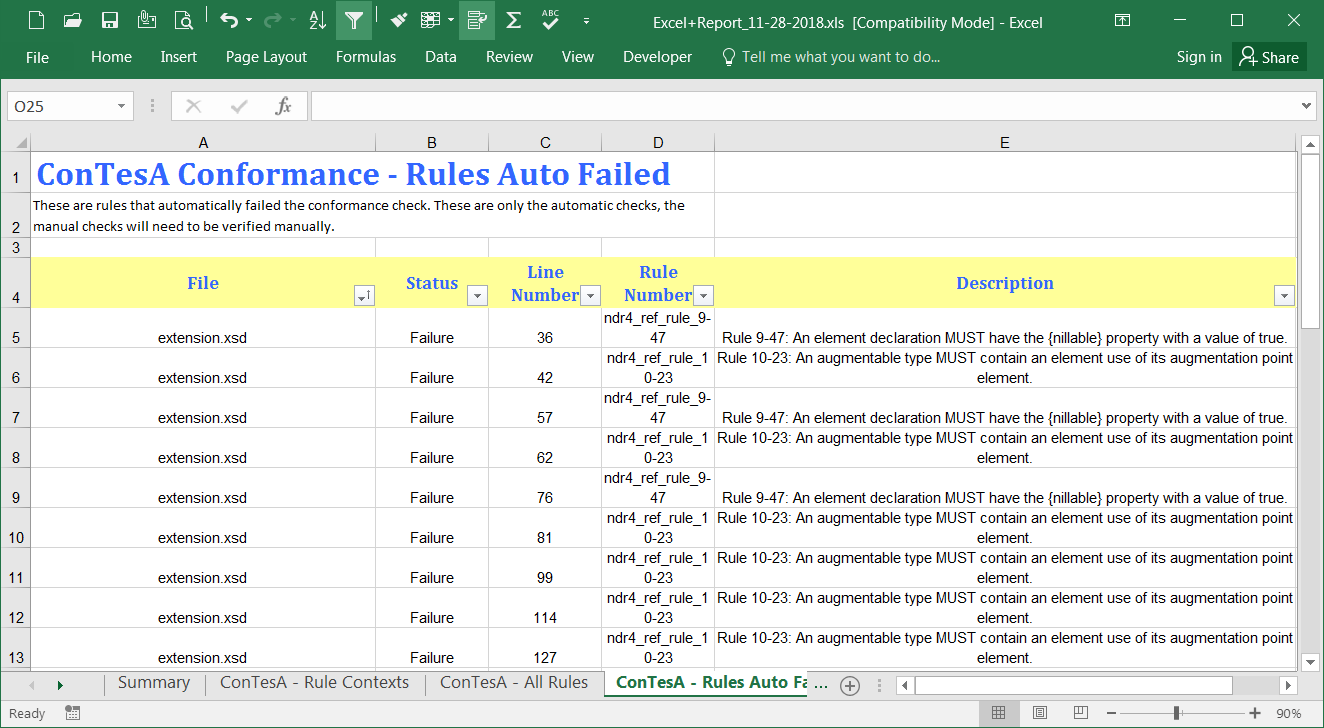 ABC
Excel+Report_11-28-2018.xls [Compatibility Mode] - Excel
File Home Insert Page Layout Formulas Data Review View Developer Tell me what you want to do... Sign in Share
O25 fx
A B C D E
1 ConTesA Conformance - Rules Auto Failed
These are rules that automatically failed the conformance check. These are only the automatic checks, the
2 manual checks will need to be verified manually.
3
File Status Line Rule Description
4 Number Number
ndr4_ref_rule_9-
5 extension.xsd Failure 36 47 Rule 9-47: An element declaration MUST have the {nillable} property with a value of true.
ndr4_ref_rule_1 Rule 10-23: An augmentable type MUST contain an element use of its augmentation point
6 extension.xsd Failure 42 0-23 element.
ndr4_ref_rule_9-
7 extension.xsd Failure 57 47 Rule 9-47: An element declaration MUST have the {nillable} property with a value of true.
ndr4_ref_rule_1 Rule 10-23: An augmentable type MUST contain an element use of its augmentation point
8 extension.xsd Failure 62 0-23 element.
ndr4_ref_rule_9-
9 extension.xsd Failure 76 47 Rule 9-47: An element declaration MUST have the {nillable} property with a value of true.
ndr4_ref_rule_1 Rule 10-23: An augmentable type MUST contain an element use of its augmentation point
10 extension.xsd Failure 81 0-23 element.
ndr4_ref_rule_1 Rule 10-23: An augmentable type MUST contain an element use of its augmentation point
11 extension.xsd Failure 99 0-23 element.
ndr4_ref_rule_1 Rule 10-23: An augmentable type MUST contain an element use of its augmentation point
12 extension.xsd Failure 114 0-23 element.
ndr4_ref_rule_1 Rule 10-23: An augmentable type MUST contain an element use of its augmentation point
13 extension.xsd Failure 127 0-23 element.
Summary ConTesA - Rule Contexts ConTesA - All Rules ConTesA - Rules Auto Fa ...
Ready 90%